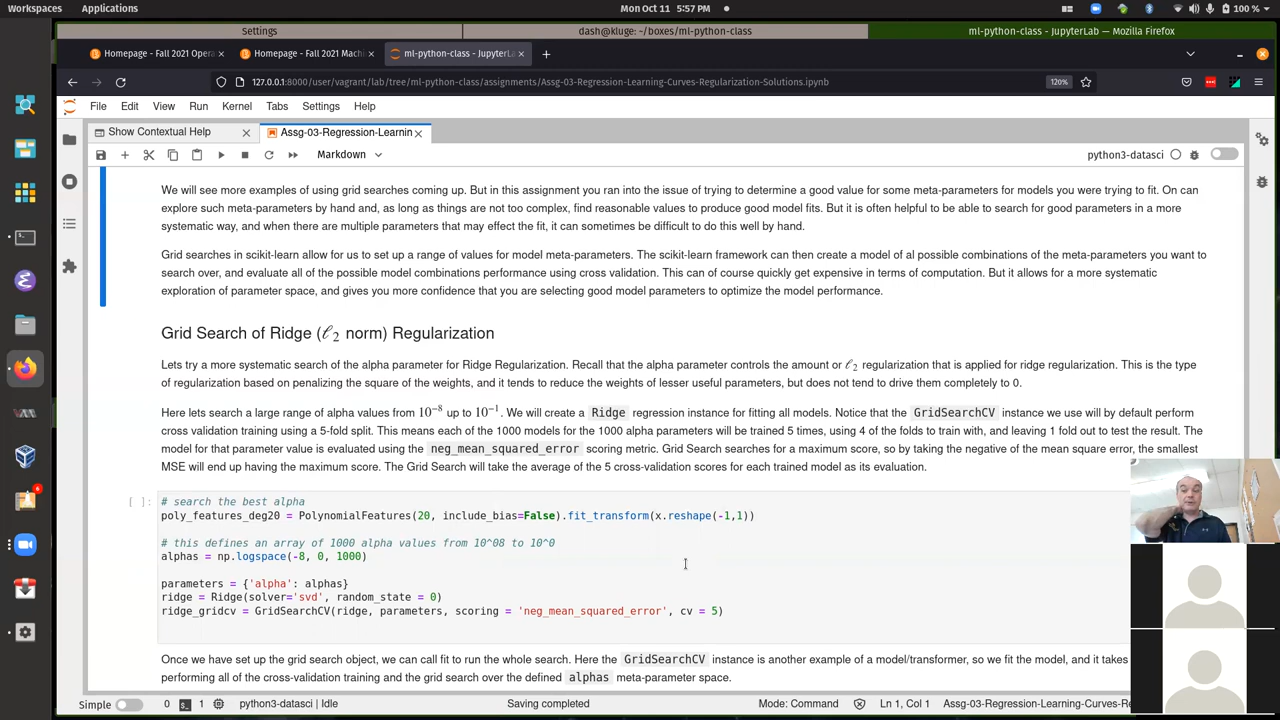 Workspaces Applications Mon Oct 11 5:57 PM 100 %
Settings dash@kluge: ~/boxes/ml-python-class ml-python-class - JupyterLab — Mozilla Firefox
Homepage - Fall 2021 Opera Homepage - Fall 2021 Machi ml-python-class - JupyterL
127.0.0.1:8000/user/vagrant/lab/tree/ml-python-class/assignments/Assg-03-Regression-Learning-Curves-Regularization-Solutions.ipynb 120%
File Edit View Run Kernel Tabs Settings Help
Show Contextual Help Assg-03-Regression-Learnin
Markdown python3-datasci
We will see more examples of using grid searches coming up. But in this assignment you ran into the issue of trying to determine a good value for some meta-parameters for models you were trying to fit. On can
explore such meta-parameters by hand and, as long as things are not too complex, find reasonable values to produce good model fits. But it is often helpful to be able to search for good parameters in a more
systematic way, and when there are multiple parameters that may effect the fit, it can sometimes be difficult to do this well by hand.
Grid searches in scikit-learn allow for us to set up a range of values for model meta-parameters. The scikit-learn framework can then create a model of al possible combinations of the meta-parameters you want to
search over, and evaluate all of the possible model combinations performance using cross validation. This can of course quickly get expensive in terms of computation. But it allows for a more systematic
exploration of parameter space, and gives you more confidence that you are selecting good model parameters to optimize the model performance.
Grid Search of Ridge (ℓ2 norm) Regularization
Lets try a more systematic search of the alpha parameter for Ridge Regularization. Recall that the alpha parameter controls the amount or ℓ2 regularization that is applied for ridge regularization. This is the type
of regularization based on penalizing the square of the weights, and it tends to reduce the weights of lesser useful parameters, but does not tend to drive them completely to 0.
Here lets search a large range of alpha values from 10⁻⁸ up to 10⁻¹. We will create a Ridge regression instance for fitting all models. Notice that the GridSearchCV instance we use will by default perform
cross validation training using a 5-fold split. This means each of the 1000 models for the 1000 alpha parameters will be trained 5 times, using 4 of the folds to train with, and leaving 1 fold out to test the result. The
model for that parameter value is evaluated using the neg_mean_squared_error scoring metric. Grid Search searches for a maximum score, so by taking the negative of the mean square error, the smallest
MSE will end up having the maximum score. The Grid Search will take the average of the 5 cross-validation scores for each trained model as its evaluation.
[ ]: # search the best alpha
poly_features_deg20 = PolynomialFeatures(20, include_bias=False).fit_transform(x.reshape(-1,1))
# this defines an array of 1000 alpha values from 10^08 to 10^0
alphas = np.logspace(-8, 0, 1000)
parameters = {'alpha': alphas}
ridge = Ridge(solver='svd', random_state = 0)
ridge_gridcv = GridSearchCV(ridge, parameters, scoring = 'neg_mean_squared_error', cv = 5)
Once we have set up the grid search object, we can call fit to run the whole search. Here the GridSearchCV instance is another example of a model/transformer, so we fit the model, and it takes
performing all of the cross-validation training and the grid search over the defined alphas meta-parameter space.
Simple 0 1 python3-datasci | Idle Saving completed Mode: Command Ln 1, Col 1 Assg-03-Regression-Learning-Curves-Re